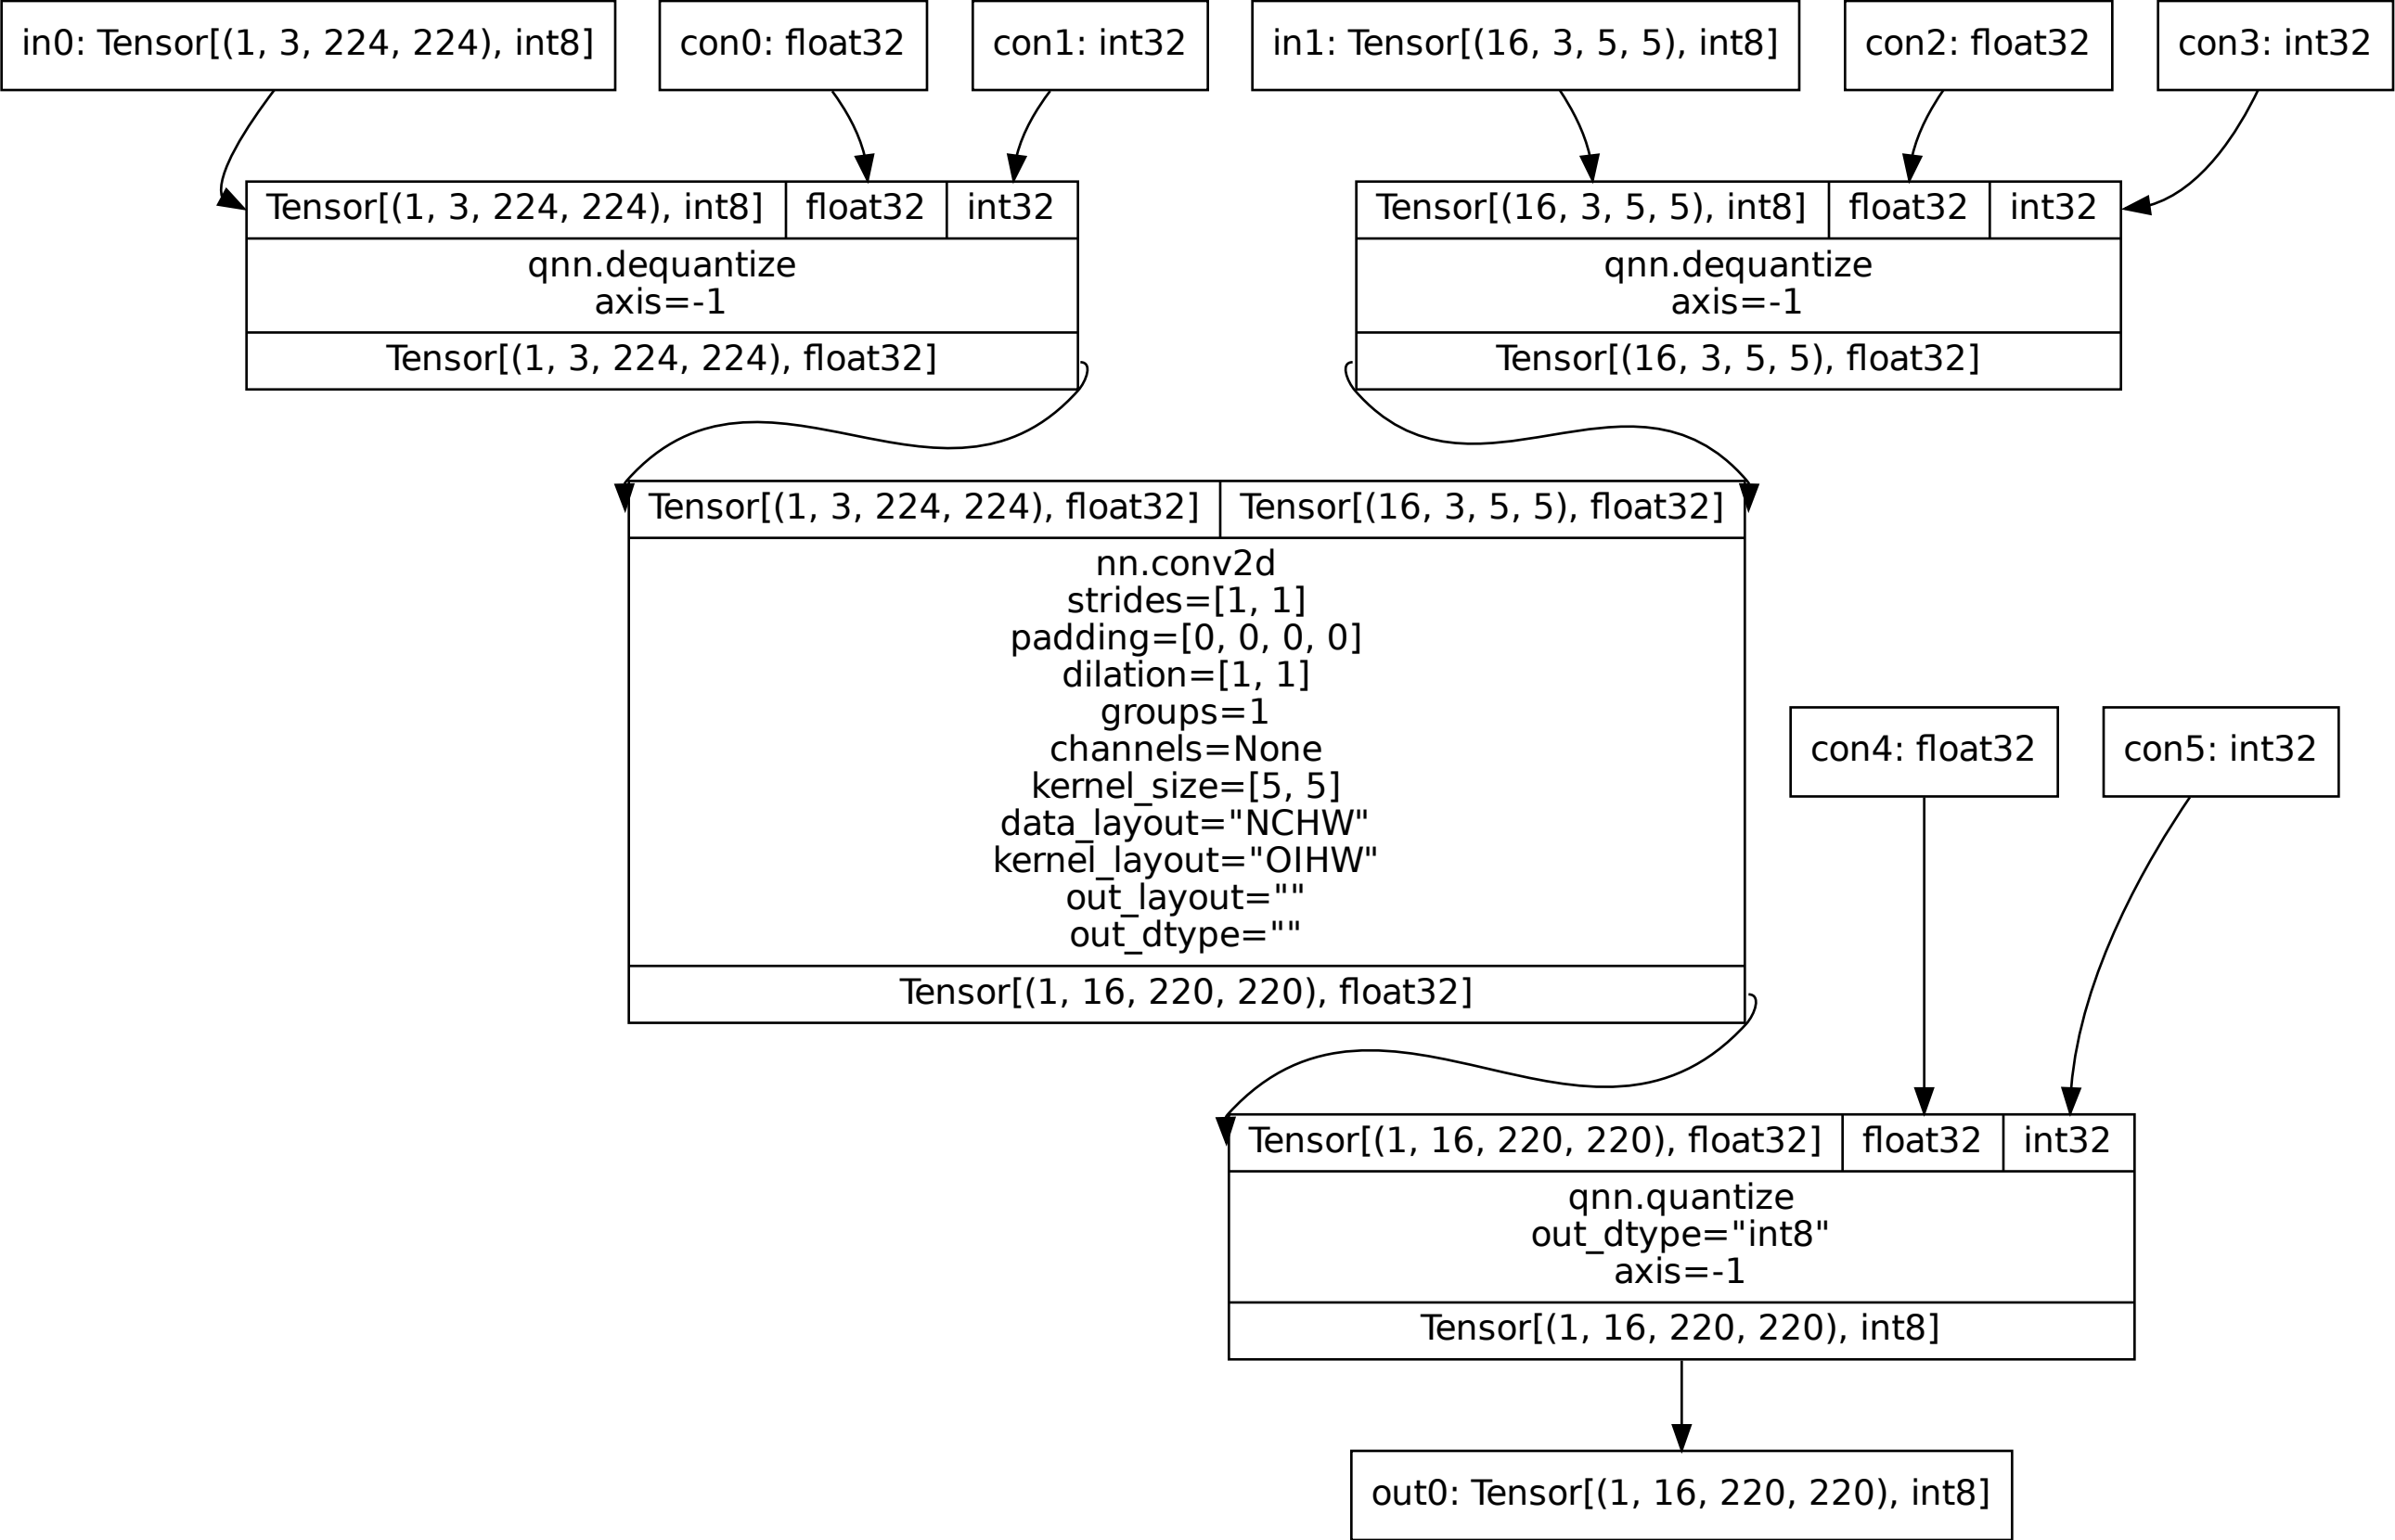 in0: Tensor[(1, 3, 224, 224), int8]
con0: float32
con1: int32
in1: Tensor[(16, 3, 5, 5), int8]
con2: float32
con3: int32
Tensor[(1, 3, 224, 224), int8]
float32
int32
qnn.dequantize
axis=-1
Tensor[(1, 3, 224, 224), float32]
Tensor[(16, 3, 5, 5), int8]
float32
int32
qnn.dequantize
axis=-1
Tensor[(16, 3, 5, 5), float32]
Tensor[(1, 3, 224, 224), float32]
Tensor[(16, 3, 5, 5), float32]
nn.conv2d
strides=[1, 1]
padding=[0, 0, 0, 0]
dilation=[1, 1]
groups=1
channels=None
kernel_size=[5, 5]
data_layout="NCHW"
kernel_layout="OIHW"
out_layout=""
out_dtype=""
Tensor[(1, 16, 220, 220), float32]
con4: float32
con5: int32
Tensor[(1, 16, 220, 220), float32]
float32
int32
qnn.quantize
out_dtype="int8"
axis=-1
Tensor[(1, 16, 220, 220), int8]
out0: Tensor[(1, 16, 220, 220), int8]